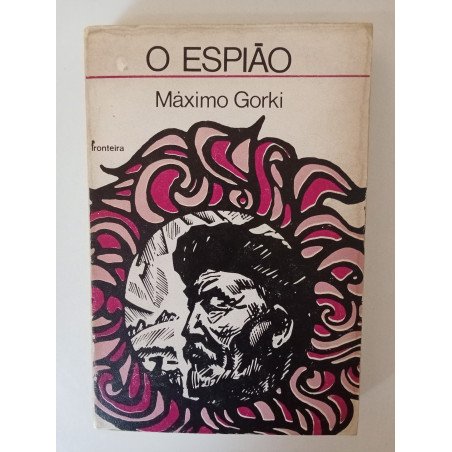 O ESPIÃO
Máximo Gorki
fronteira